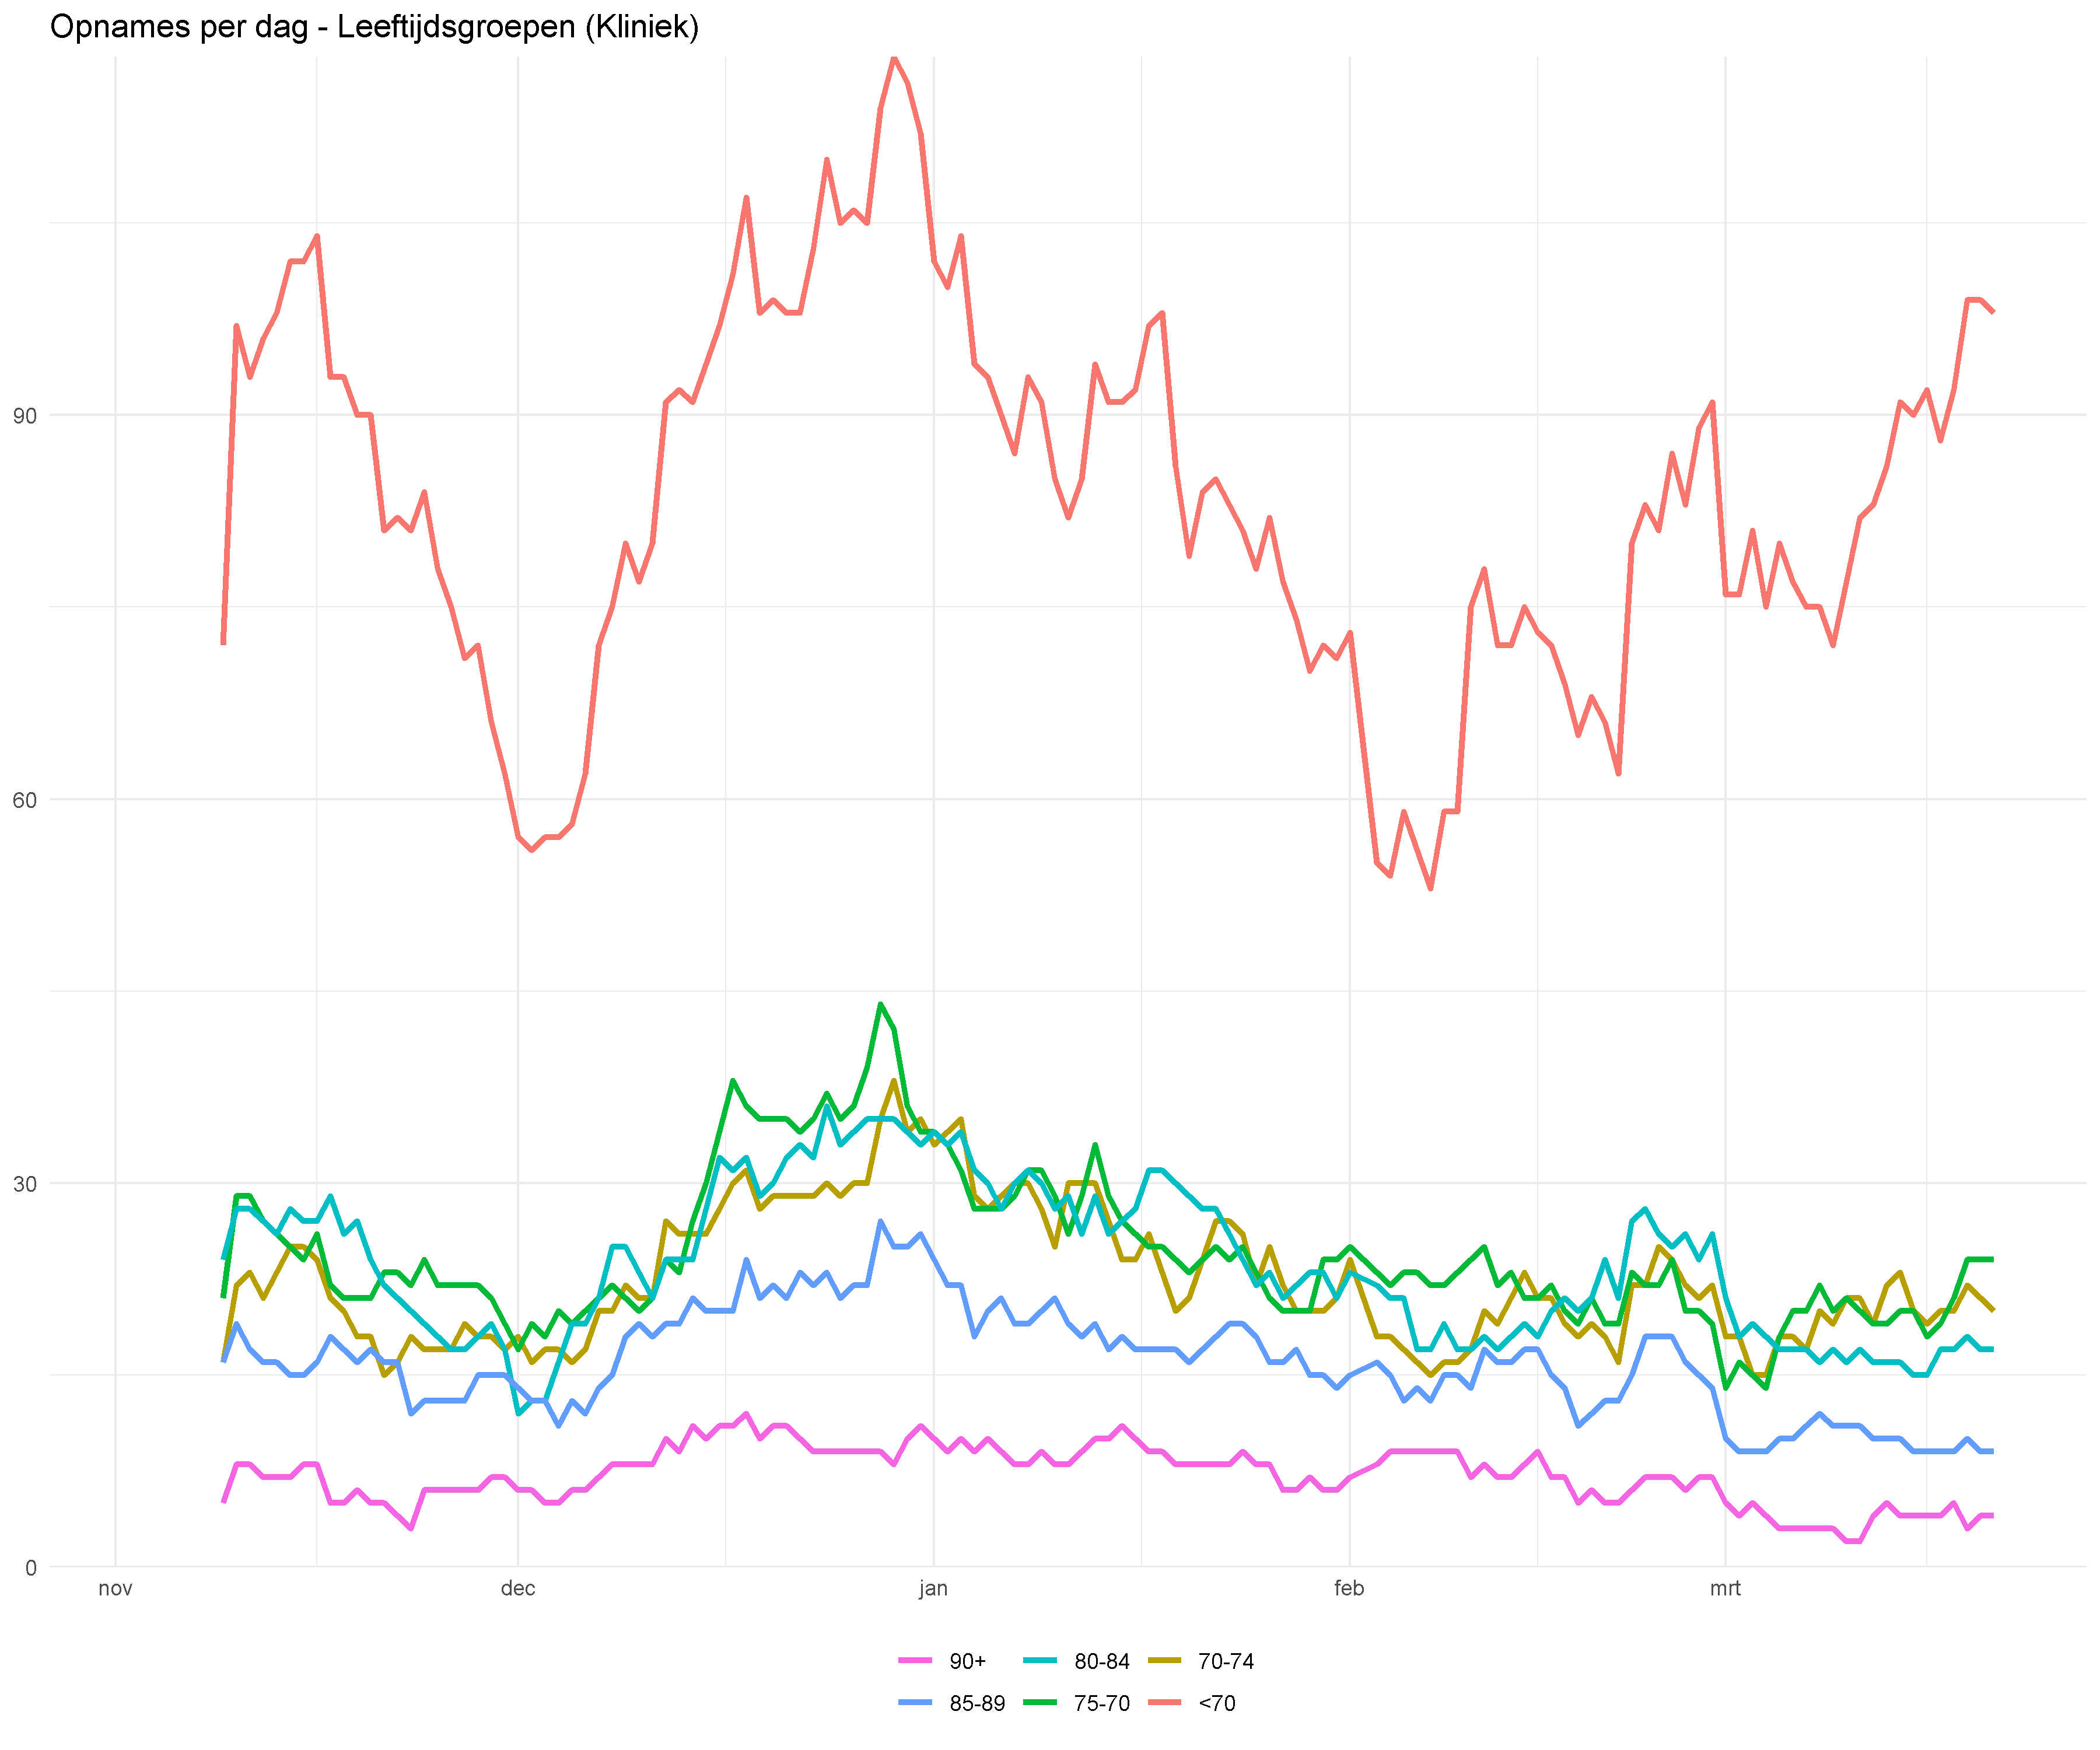 Opnames per dag - Leeftijdsgroepen (Kliniek)
90
60
30
0
nov dec jan feb mrt
90+ 80-84 70-74
85-89 75-70 <70